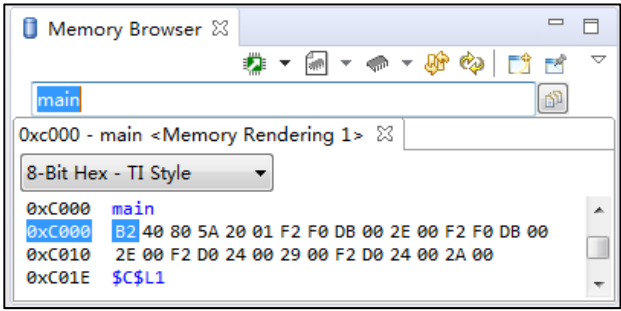 Memory Browser
main
0xc000 - main <Memory Rendering 1>
8-Bit Hex - TI Style
0xC000 main
0xC000 B2 40 80 5A 20 01 F2 F0 DB 00 2E 00 F2 F0 DB 00
0xC010 2E 00 F2 D0 24 00 29 00 F2 D0 24 00 2A 00
0xC01E $C$L1